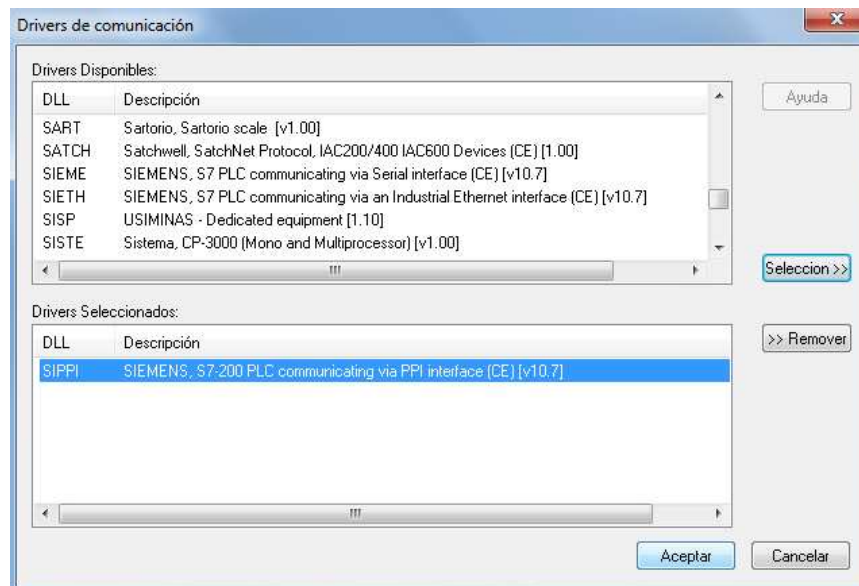 Drivers de comunicación
Drivers Disponibles:
DLL Descripción
SART Sartorio, Sartorio scale [v1.00]
SATCH Satchwell, SatchNet Protocol, IAC200/400 IAC600 Devices (CE) [1.00]
SIEME SIEMENS, S7 PLC communicating via Serial interface (CE) [v10.7]
SIETH SIEMENS, S7 PLC communicating via an Industrial Ethernet interface (CE) [v10.7]
SISP USIMINAS - Dedicated equipment [1.10]
SISTE Sistema, CP-3000 (Mono and Multiprocessor) [v1.00]
Ayuda
Seleccion >>
Drivers Seleccionados:
DLL Descripción
SIPPI SIEMENS, S7-200 PLC communicating via PPI interface (CE) [v10.7]
>> Remover
Aceptar Cancelar